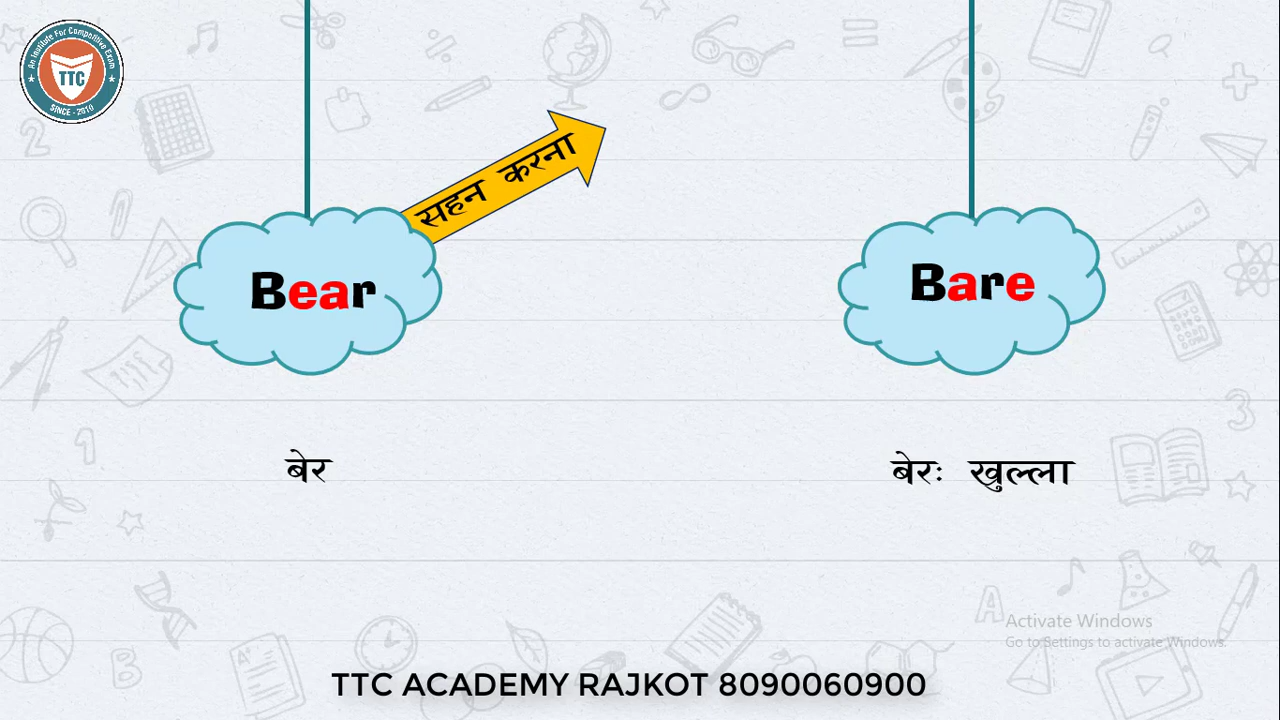 An Institute For Competitive Exam
TTC
SINCE - 2010
सहन करना
Bear
Bare
बेर
बेरः खुल्ला
Activate Windows
Go to Settings to activate Windows.
TTC ACADEMY RAJKOT 8090060900